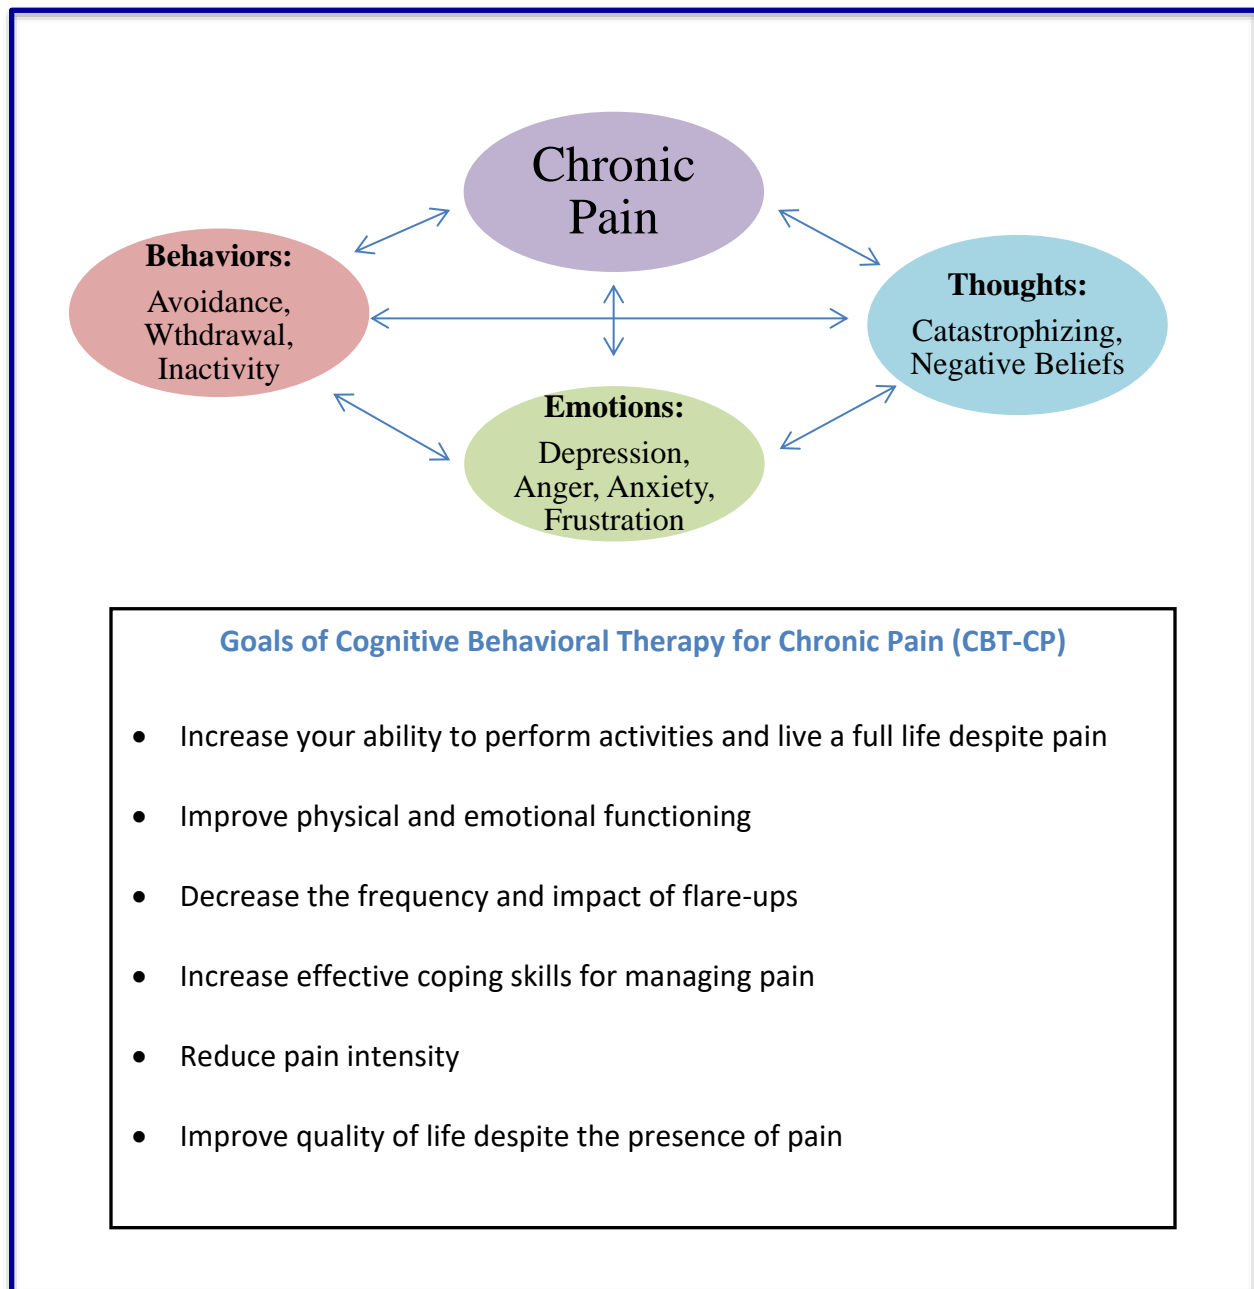 Chronic
Pain
Behaviors:
Avoidance,
Wthdrawal,
Inactivity
Thoughts:
Catastrophizing,
Negative Beliefs
Emotions:
Depression,
Anger, Anxiety,
Frustration
Goals of Cognitive Behavioral Therapy for Chronic Pain (CBT-CP)
• Increase your ability to perform activities and live a full life despite pain
• Improve physical and emotional functioning
• Decrease the frequency and impact of flare-ups
• Increase effective coping skills for managing pain
• Reduce pain intensity
• Improve quality of life despite the presence of pain